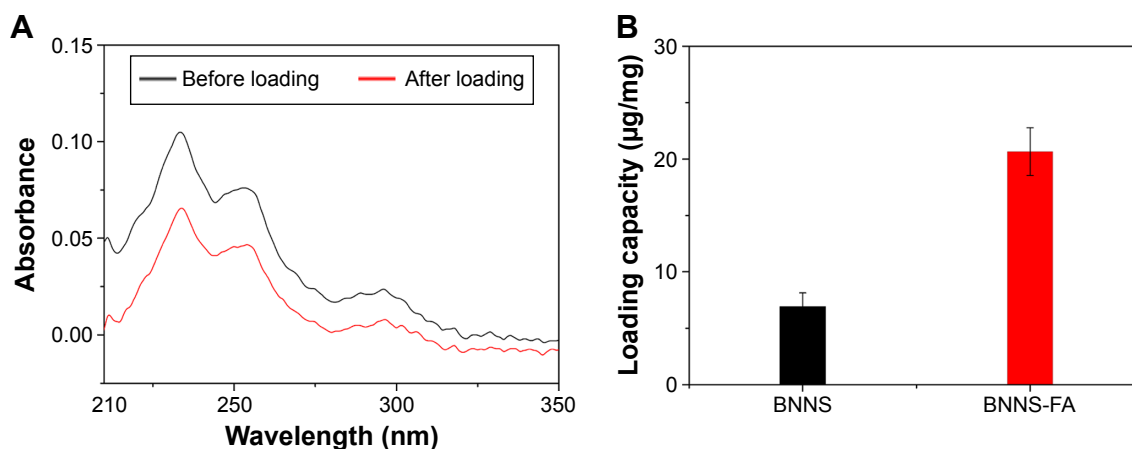 A
Absorbance
0.15
0.10
0.05
0.00
Before loading
After loading
210
250
300
350
Wavelength (nm)
B
Loading capacity (µg/mg)
30
20
10
0
BNNS
BNNS-FA